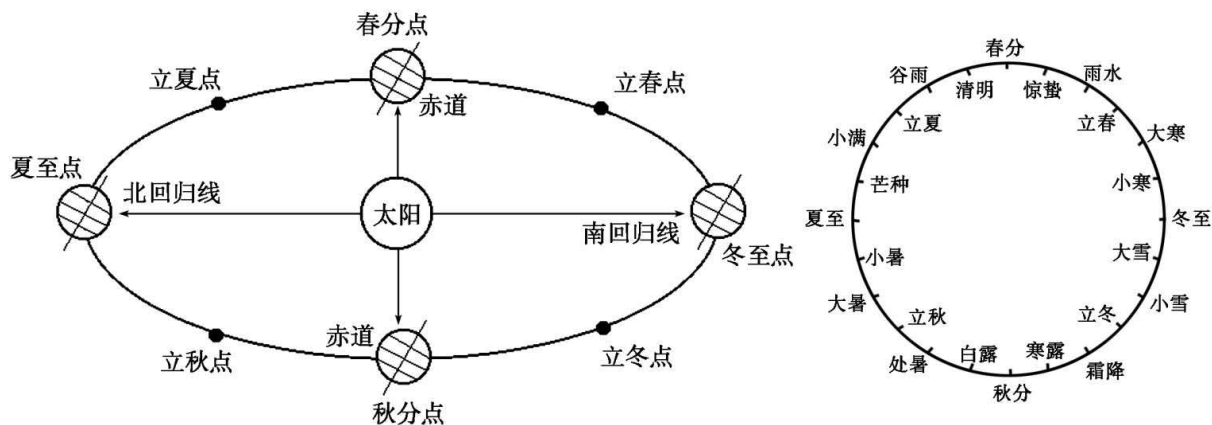 春分点
立夏点
立春点
赤道
夏至点
北回归线
太阳
南回归线
冬至点
赤道
立秋点
立冬点
秋分点
春分
谷雨
雨水
清明
惊蛰
立夏
立春
小满
大寒
芒种
小寒
夏至
冬至
小暑
大雪
大暑
小雪
立秋
立冬
处暑
白露
寒露
霜降
秋分